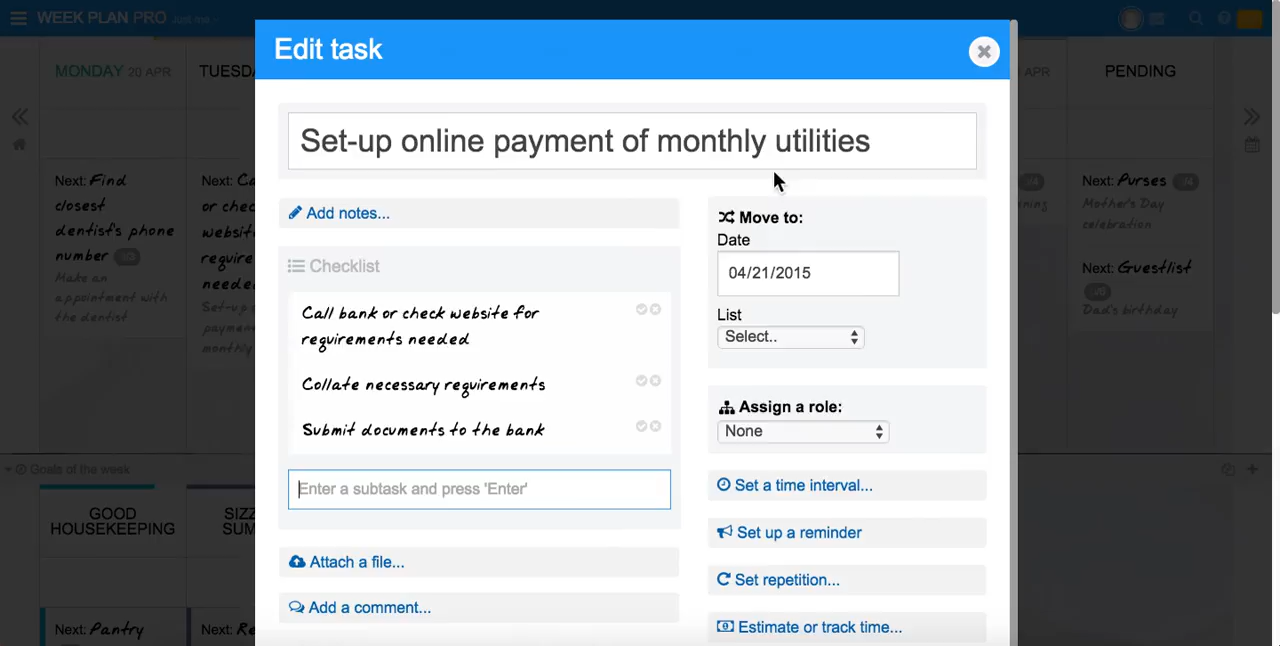 WEEK PLAN PRO Just me
MONDAY 20 APR
TUESDA
APR
PENDING
Next: Find
closest
dentist's phone
number
Make an
appointment with
the dentist
Next: Ca
or chec
websit
require
neede
Set-up
payme
monthly
Edit task
Set-up online payment of monthly utilities
Add notes...
Checklist
Call bank or check website for
requirements needed
Collate necessary requirements
Submit documents to the bank
Enter a subtask and press 'Enter'
Attach a file...
Add a comment...
Move to:
Date
04/21/2015
List
Select..
Assign a role:
None
Set a time interval...
Set up a reminder
Set repetition...
Estimate or track time...
Next: Purses
Mother's Day
celebration
Next: Guestlist
Dad's birthday
Goals of the week
GOOD
HOUSEKEEPING
SIZZ
SUM
Next: Pantry
Next: Re